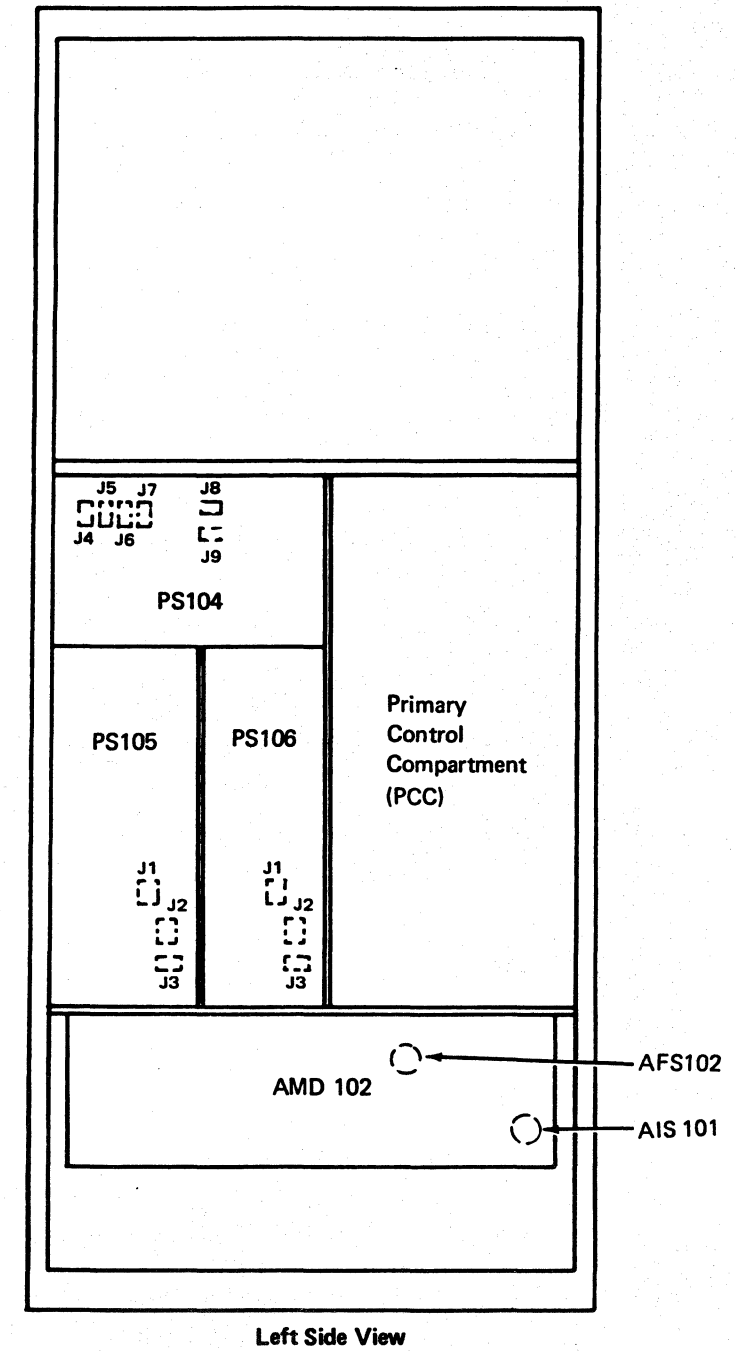 J5 J7 J8
J4 J6
J9
PS104
PS105
PS106
Primary
Control
Compartment
(PCC)
J1
J2
J3
J1
J2
J3
AMD 102
AFS102
AIS 101
Left Side View